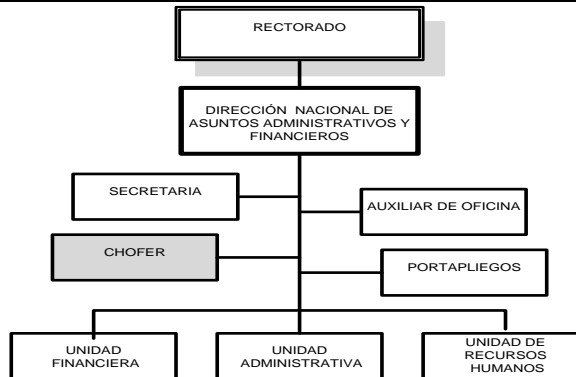 RECTORADO
DIRECCIÓN NACIONAL DE
ASUNTOS ADMINISTRATIVOS Y
FINANCIEROS
SECRETARIA
AUXILIAR DE OFICINA
CHOFER
PORTAPLIEGOS
UNIDAD
FINANCIERA
UNIDAD
ADMINISTRATIVA
UNIDAD DE
RECURSOS
HUMANOS